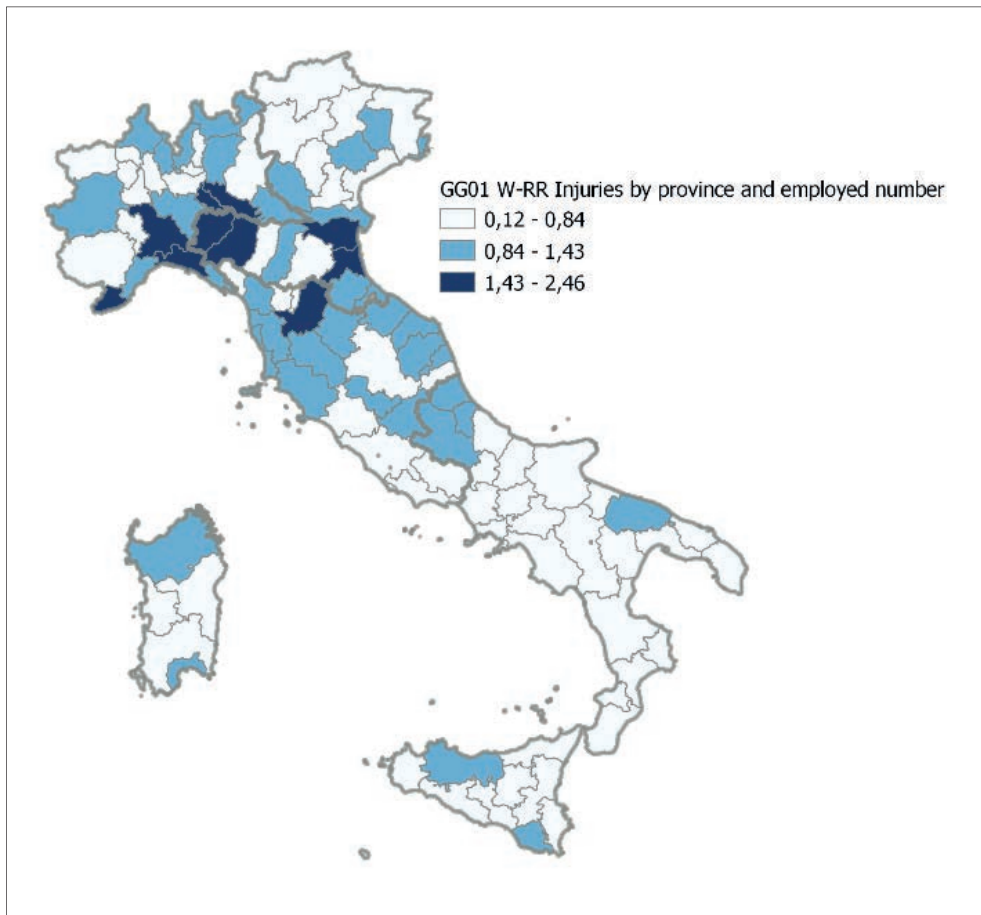 GG01 W-RR Injuries by province and employed number
0,12 - 0,84
0,84 - 1,43
1,43 - 2,46